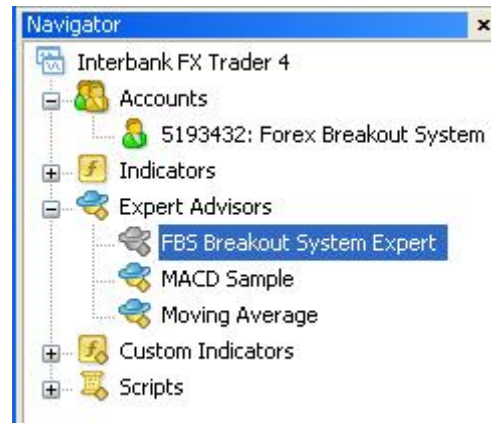 Navigator
Interbank FX Trader 4
Accounts
5193432: Forex Breakout System
Indicators
Expert Advisors
FBS Breakout System Expert
MACD Sample
Moving Average
Custom Indicators
Scripts